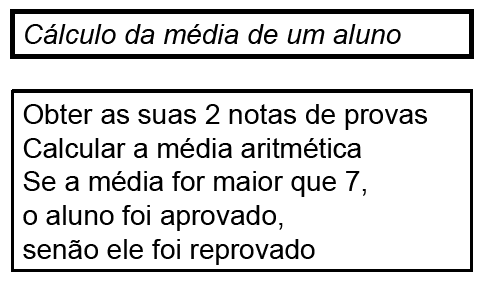 Cálculo da média de um aluno
Obter as suas 2 notas de provas
Calcular a média aritmética
Se a média for maior que 7,
o aluno foi aprovado,
senão ele foi reprovado